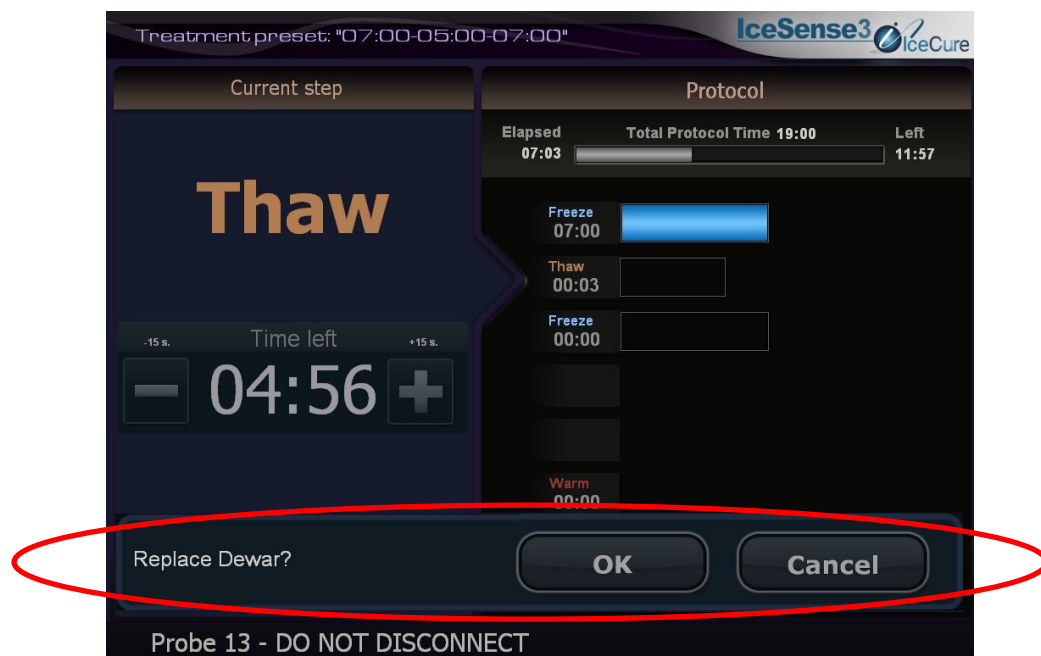 Treatment preset: "07:00-05:00-07:00"
IceSense3
IceCure
Current step
Protocol
Elapsed Total Protocol Time 19:00 Left
07:03 11:57
Thaw
Freeze
07:00
Thaw
00:03
Freeze
00:00
-15 s. Time left +15 s.
04:56
Warm
00:00
Replace Dewar? OK Cancel
Probe 13 - DO NOT DISCONNECT